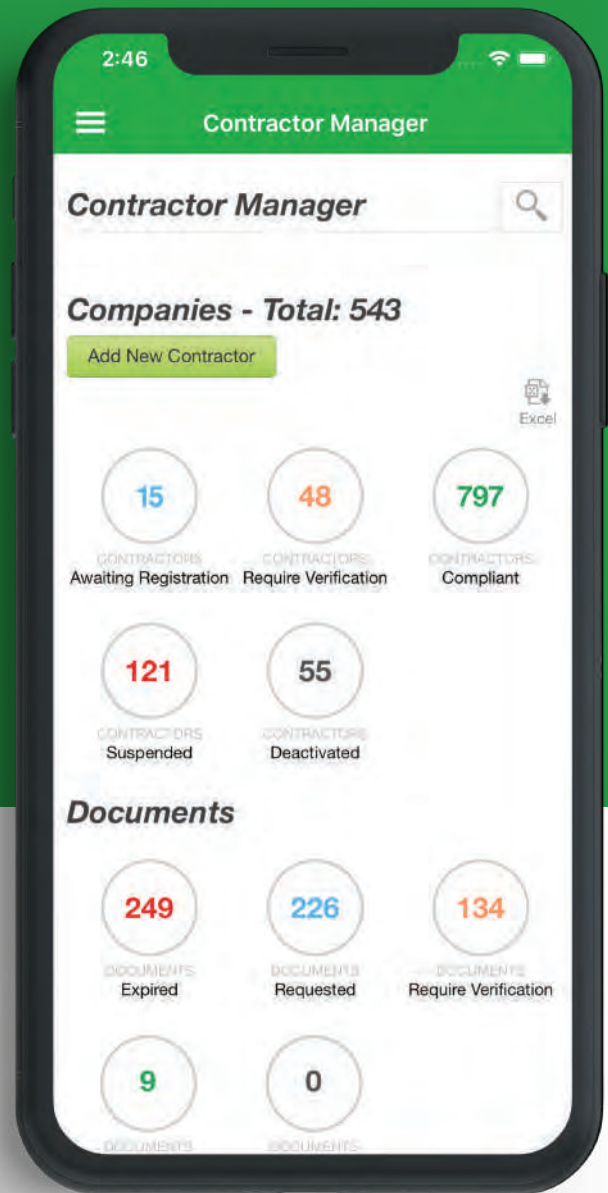 2:46
Contractor Manager
Contractor Manager
Companies - Total: 543
Add New Contractor
Excel
15 48 797
CONTRACTORS CONTRACTORS CONTRACTORS
Awaiting Registration Require Verification Compliant
121 55
CONTRACTORS CONTRACTORS
Suspended Deactivated
Documents
249 226 134
DOCUMENTS DOCUMENTS DOCUMENTS
Expired Requested Require Verification
9 0
DOCUMENTS DOCUMENTS